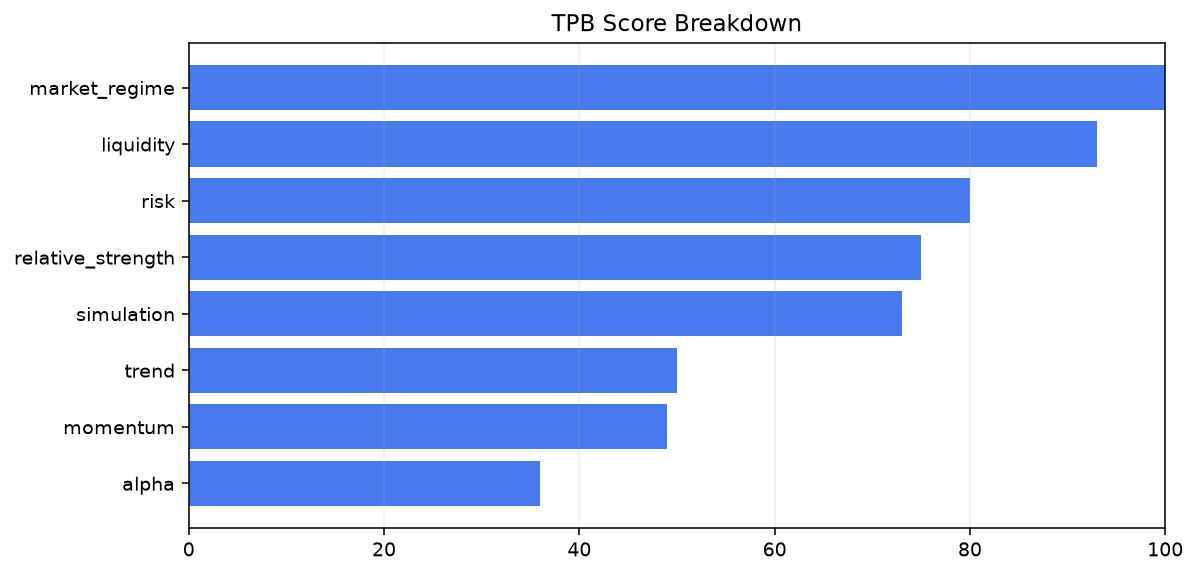 TPB Score Breakdown
market_regime
liquidity
risk
relative_strength
simulation
trend
momentum
alpha
0 20 40 60 80 100